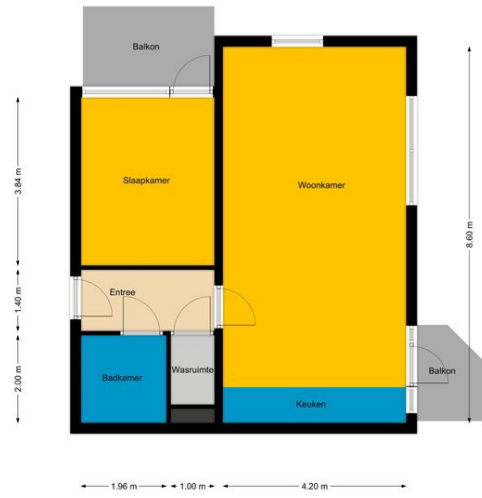 Balkon
Slaapkamer
Woonkamer
3.84 m
8.60 m
Entree
1.40 m
Wasruimte
Badkamer
2.00 m
Balkon
Keuken
1.96 m
1.00 m
4.20 m